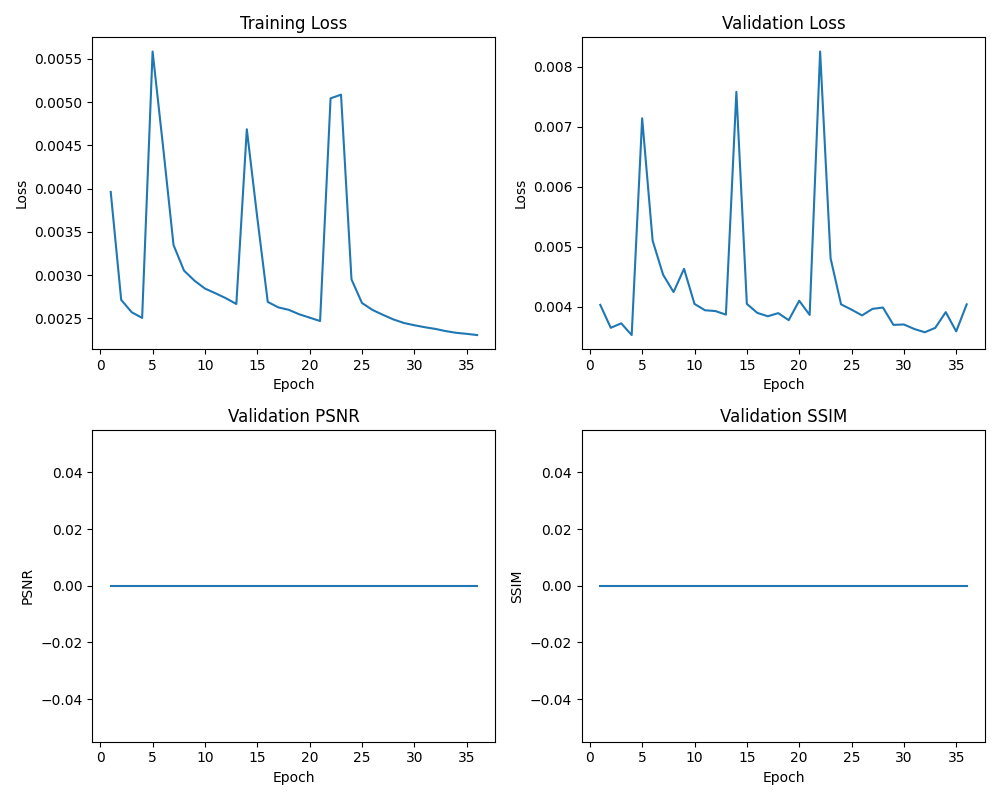 Training Loss
Validation Loss
0.0055
0.0050
0.0045
0.0040
0.0035
0.0030
0.0025
Loss
0 5 10 15 20 25 30 35
Epoch
0.008
0.007
0.006
0.005
0.004
Loss
0 5 10 15 20 25 30 35
Epoch
Validation PSNR
Validation SSIM
0.04
0.02
0.00
−0.02
−0.04
PSNR
0 5 10 15 20 25 30 35
Epoch
0.04
0.02
0.00
−0.02
−0.04
SSIM
0 5 10 15 20 25 30 35
Epoch